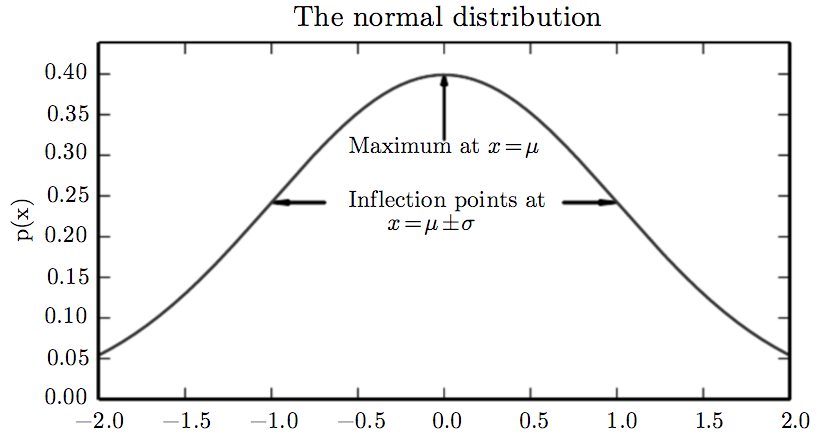 The normal distribution
0.40
0.35
0.30
0.25
0.20
0.15
0.10
0.05
0.00
p(x)
Maximum at x=μ
Inflection points at
x=μ±σ
−2.0 −1.5 −1.0 −0.5 0.0 0.5 1.0 1.5 2.0